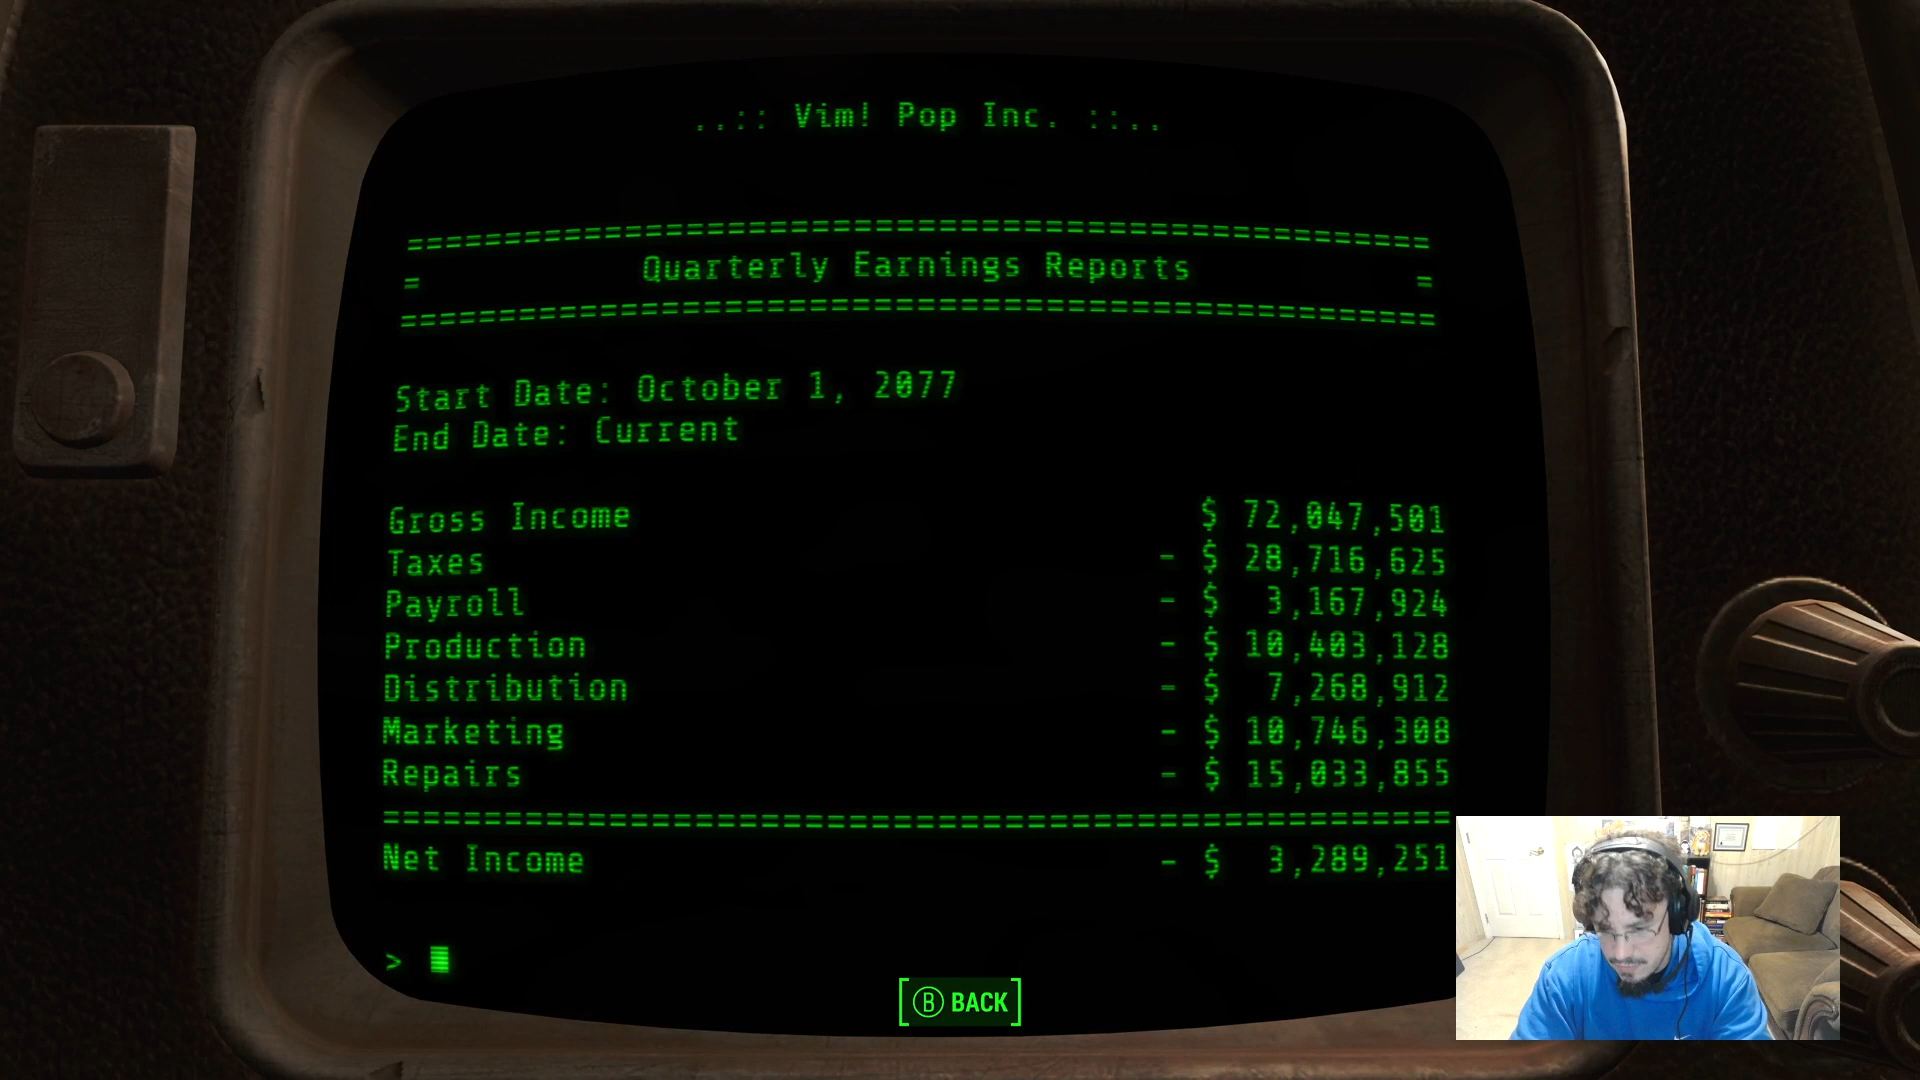 ..:: Vim! Pop Inc. ::..
==================================================
= Quarterly Earnings Reports =
==================================================
Start Date: October 1, 2077
End Date: Current
Gross Income $ 72,047,501
Taxes - $ 28,716,625
Payroll - $ 3,167,924
Production - $ 10,403,128
Distribution - $ 7,268,912
Marketing - $ 10,746,308
Repairs - $ 15,033,855
==================================================
Net Income - $ 3,289,251
>
[Ⓑ BACK]